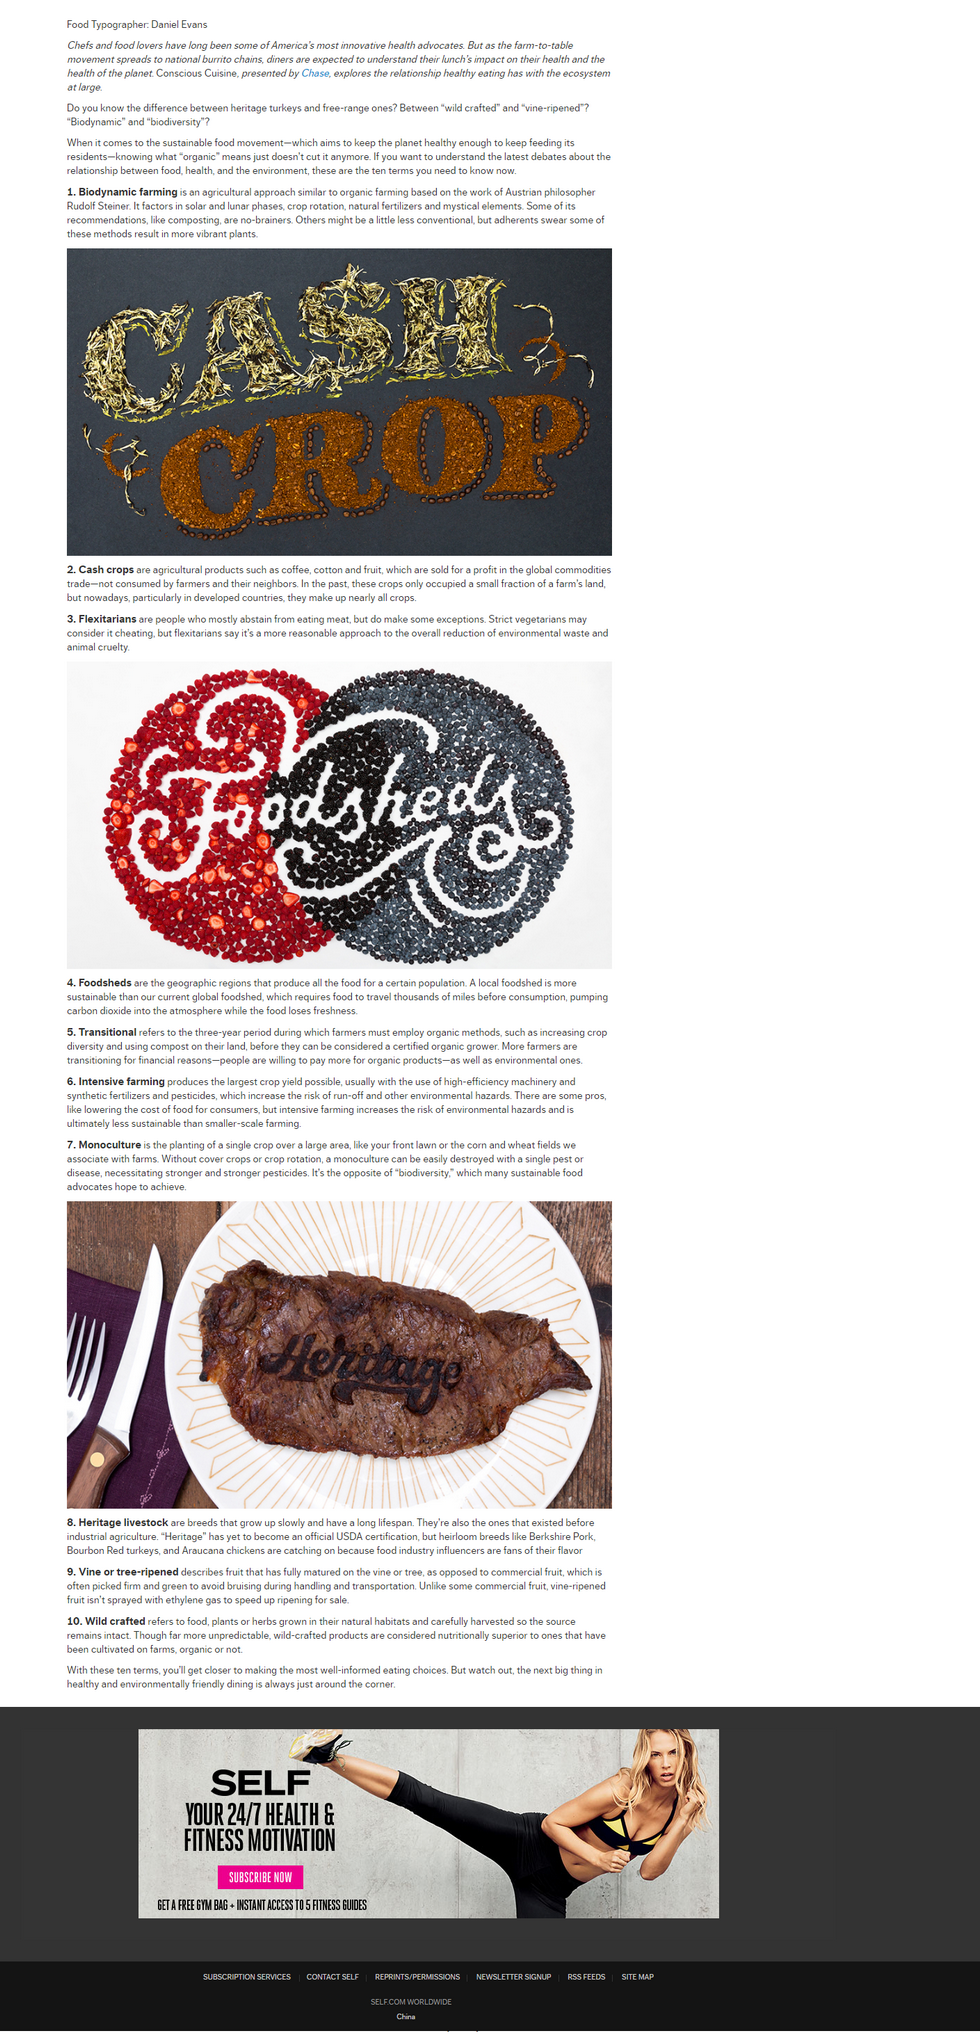 Food Typographer: Daniel Evans
Chefs and food lovers have long been some of America's most innovative health advocates. But as the farm-to-table
movement spreads to national burrito chains, diners are expected to understand their lunch's impact on their health and the
health of the planet. Conscious Cuisine, presented by Chase, explores the relationship healthy eating has with the ecosystem
at large.
Do you know the difference between heritage turkeys and free-range ones? Between “wild crafted” and “vine-ripened”?
“Biodynamic” and “biodiversity”?
When it comes to the sustainable food movement—which aims to keep the planet healthy enough to keep feeding its
residents—knowing what “organic” means just doesn't cut it anymore. If you want to understand the latest debates about the
relationship between food, health, and the environment, these are the ten terms you need to know now.
1. Biodynamic farming is an agricultural approach similar to organic farming based on the work of Austrian philosopher
Rudolf Steiner. It factors in solar and lunar phases, crop rotation, natural fertilizers and mystical elements. Some of its
recommendations, like composting, are no-brainers. Others might be a little less conventional, but adherents swear some of
these methods result in more vibrant plants.
CASH
CROP
2. Cash crops are agricultural products such as coffee, cotton and fruit, which are sold for a profit in the global commodities
trade—not consumed by farmers and their neighbors. In the past, these crops only occupied a small fraction of a farm's land,
but nowadays, particularly in developed countries, they make up nearly all crops.
3. Flexitarians are people who mostly abstain from eating meat, but do make some exceptions. Strict vegetarians may
consider it cheating, but flexitarians say it's a more reasonable approach to the overall reduction of environmental waste and
animal cruelty.
Foodsheds
4. Foodsheds are the geographic regions that produce all the food for a certain population. A local foodshed is more
sustainable than our current global foodshed, which requires food to travel thousands of miles before consumption, pumping
carbon dioxide into the atmosphere while the food loses freshness.
5. Transitional refers to the three-year period during which farmers must employ organic methods, such as increasing crop
diversity and using compost on their land, before they can be considered a certified organic grower. More farmers are
transitioning for financial reasons—people are willing to pay more for organic products—as well as environmental ones.
6. Intensive farming produces the largest crop yield possible, usually with the use of high-efficiency machinery and
synthetic fertilizers and pesticides, which increase the risk of run-off and other environmental hazards. There are some pros,
like lowering the cost of food for consumers, but intensive farming increases the risk of environmental hazards and is
ultimately less sustainable than smaller-scale farming.
7. Monoculture is the planting of a single crop over a large area, like your front lawn or the corn and wheat fields we
associate with farms. Without cover crops or crop rotation, a monoculture can be easily destroyed with a single pest or
disease, necessitating stronger and stronger pesticides. It's the opposite of “biodiversity,” which many sustainable food
advocates hope to achieve.
Heritage
8. Heritage livestock are breeds that grow up slowly and have a long lifespan. They're also the ones that existed before
industrial agriculture. “Heritage” has yet to become an official USDA certification, but heirloom breeds like Berkshire Pork,
Bourbon Red turkeys, and Araucana chickens are catching on because food industry influencers are fans of their flavor
9. Vine or tree-ripened describes fruit that has fully matured on the vine or tree, as opposed to commercial fruit, which is
often picked firm and green to avoid bruising during handling and transportation. Unlike some commercial fruit, vine-ripened
fruit isn't sprayed with ethylene gas to speed up ripening for sale.
10. Wild crafted refers to food, plants or herbs grown in their natural habitats and carefully harvested so the source
remains intact. Though far more unpredictable, wild-crafted products are considered nutritionally superior to ones that have
been cultivated on farms, organic or not.
With these ten terms, you'll get closer to making the most well-informed eating choices. But watch out, the next big thing in
healthy and environmentally friendly dining is always just around the corner.
SELF
YOUR 24/7 HEALTH &
FITNESS MOTIVATION
SUBSCRIBE NOW
GET A FREE GYM BAG + INSTANT ACCESS TO 5 FITNESS GUIDES
SUBSCRIPTION SERVICES | CONTACT SELF | REPRINTS/PERMISSIONS | NEWSLETTER SIGNUP | RSS FEEDS | SITE MAP
SELF.COM WORLDWIDE
China